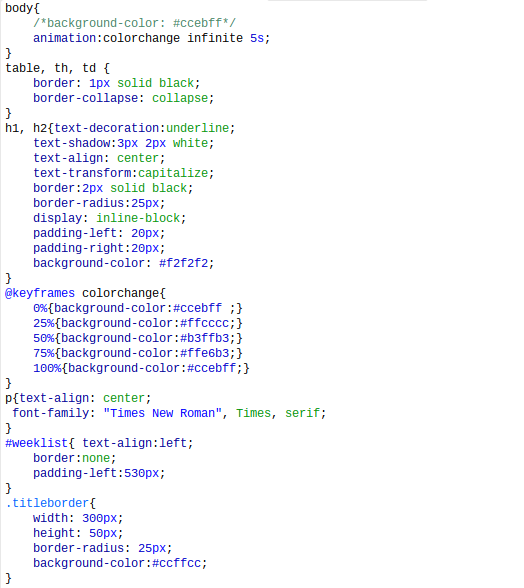 body{
    /*background-color: #ccebff*/
    animation:colorchange infinite 5s;
}
table, th, td {
    border: 1px solid black;
    border-collapse: collapse;
}
h1, h2{text-decoration:underline;
    text-shadow:3px 2px white;
    text-align: center;
    text-transform:capitalize;
    border:2px solid black;
    border-radius:25px;
    display: inline-block;
    padding-left: 20px;
    padding-right:20px;
    background-color: #f2f2f2;
}
@keyframes colorchange{
    0%{background-color:#ccebff ;}
    25%{background-color:#ffcccc;}
    50%{background-color:#b3ffb3;}
    75%{background-color:#ffe6b3;}
    100%{background-color:#ccebff;}
}
p{text-align: center;
 font-family: "Times New Roman", Times, serif;
}
#weeklist{ text-align:left;
    border:none;
    padding-left:530px;
}
.titleborder{
    width: 300px;
    height: 50px;
    border-radius: 25px;
    background-color:#ccffcc;
}